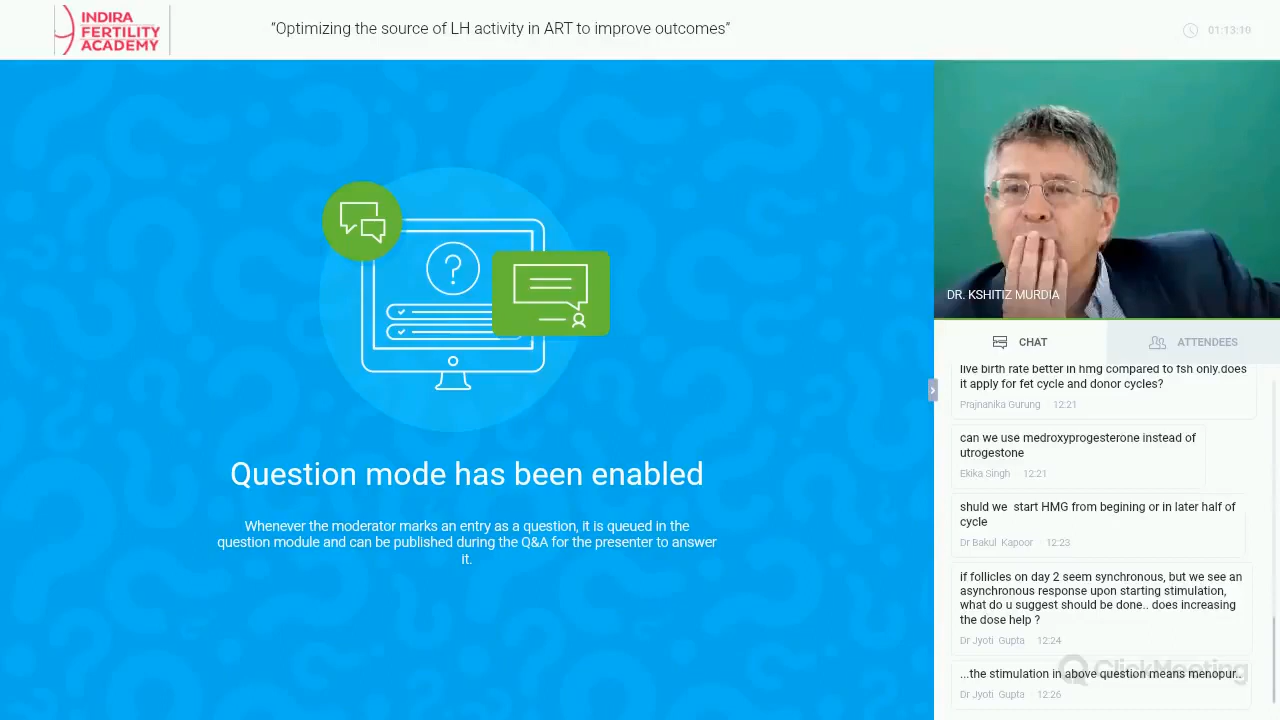 INDIRA
FERTILITY
ACADEMY
“Optimizing the source of LH activity in ART to improve outcomes”
01:13:10
DR. KSHITIZ MURDIA
CHAT
ATTENDEES
live birth rate better in hmg compared to fsh only.does
it apply for fet cycle and donor cycles?
Prajnanika Gurung 12:21
can we use medroxyprogesterone instead of
utrogestone
Ekika Singh 12:21
shuld we start HMG from begining or in later half of
cycle
Dr Bakul Kapoor 12:23
if follicles on day 2 seem synchronous, but we see an
asynchronous response upon starting stimulation,
what do u suggest should be done.. does increasing
the dose help ?
Dr Jyoti Gupta 12:24
ClickMeeting
...the stimulation in above question means menopur..
Dr Jyoti Gupta 12:26
?
Question mode has been enabled
Whenever the moderator marks an entry as a question, it is queued in the
question module and can be published during the Q&A for the presenter to answer
it.